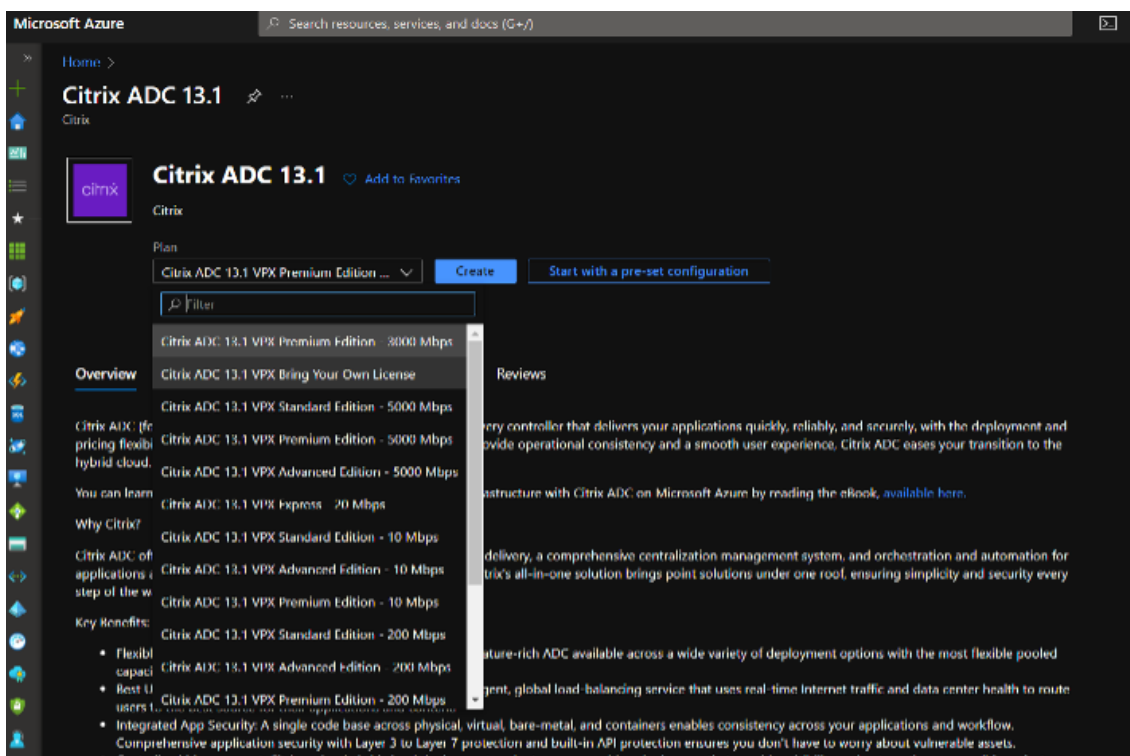 Microsoft Azure
Search resources, services, and docs (G+/)
Home >
Citrix ADC 13.1
Citrix
citrix
Citrix ADC 13.1
Add to Favorites
Citrix
Plan
Citrix ADC 13.1 VPX Premium Edition ...
Create
Start with a pre-set configuration
Filter
Citrix ADC 13.1 VPX Premium Edition - 3000 Mbps
Citrix ADC 13.1 VPX Bring Your Own License
Citrix ADC 13.1 VPX Standard Edition - 5000 Mbps
Citrix ADC 13.1 VPX Premium Edition - 5000 Mbps
Citrix ADC 13.1 VPX Advanced Edition - 5000 Mbps
Citrix ADC 13.1 VPX Express - 20 Mbps
Citrix ADC 13.1 VPX Standard Edition - 10 Mbps
Citrix ADC 13.1 VPX Advanced Edition - 10 Mbps
Citrix ADC 13.1 VPX Premium Edition - 10 Mbps
Citrix ADC 13.1 VPX Standard Edition - 200 Mbps
Citrix ADC 13.1 VPX Advanced Edition - 200 Mbps
Citrix ADC 13.1 VPX Premium Edition - 200 Mbps
Overview
Reviews
Citrix ADC (fo very controller that delivers your applications quickly, reliably, and securely, with the deployment and
pricing flexibi ovide operational consistency and a smooth user experience. Citrix ADC eases your transition to the
hybrid cloud.
You can learn astructure with Citrix ADC on Microsoft Azure by reading the eBook, available here.
Why Citrix?
Citrix ADC off delivery, a comprehensive centralization management system, and orchestration and automation for
applications a trix's all-in-one solution brings point solutions under one roof, ensuring simplicity and security every
step of the w
Key Benefits:
• Flexibl ature-rich ADC available across a wide variety of deployment options with the most flexible pooled
capaci
• Best U gent, global load-balancing service that uses real-time Internet traffic and data center health to route
users t
• Integrated App Security: A single code base across physical, virtual, bare-metal, and containers enables consistency across your applications and workflow.
Comprehensive application security with Layer 3 to Layer 7 protection and built-in API protection ensures you don't have to worry about vulnerable assets.